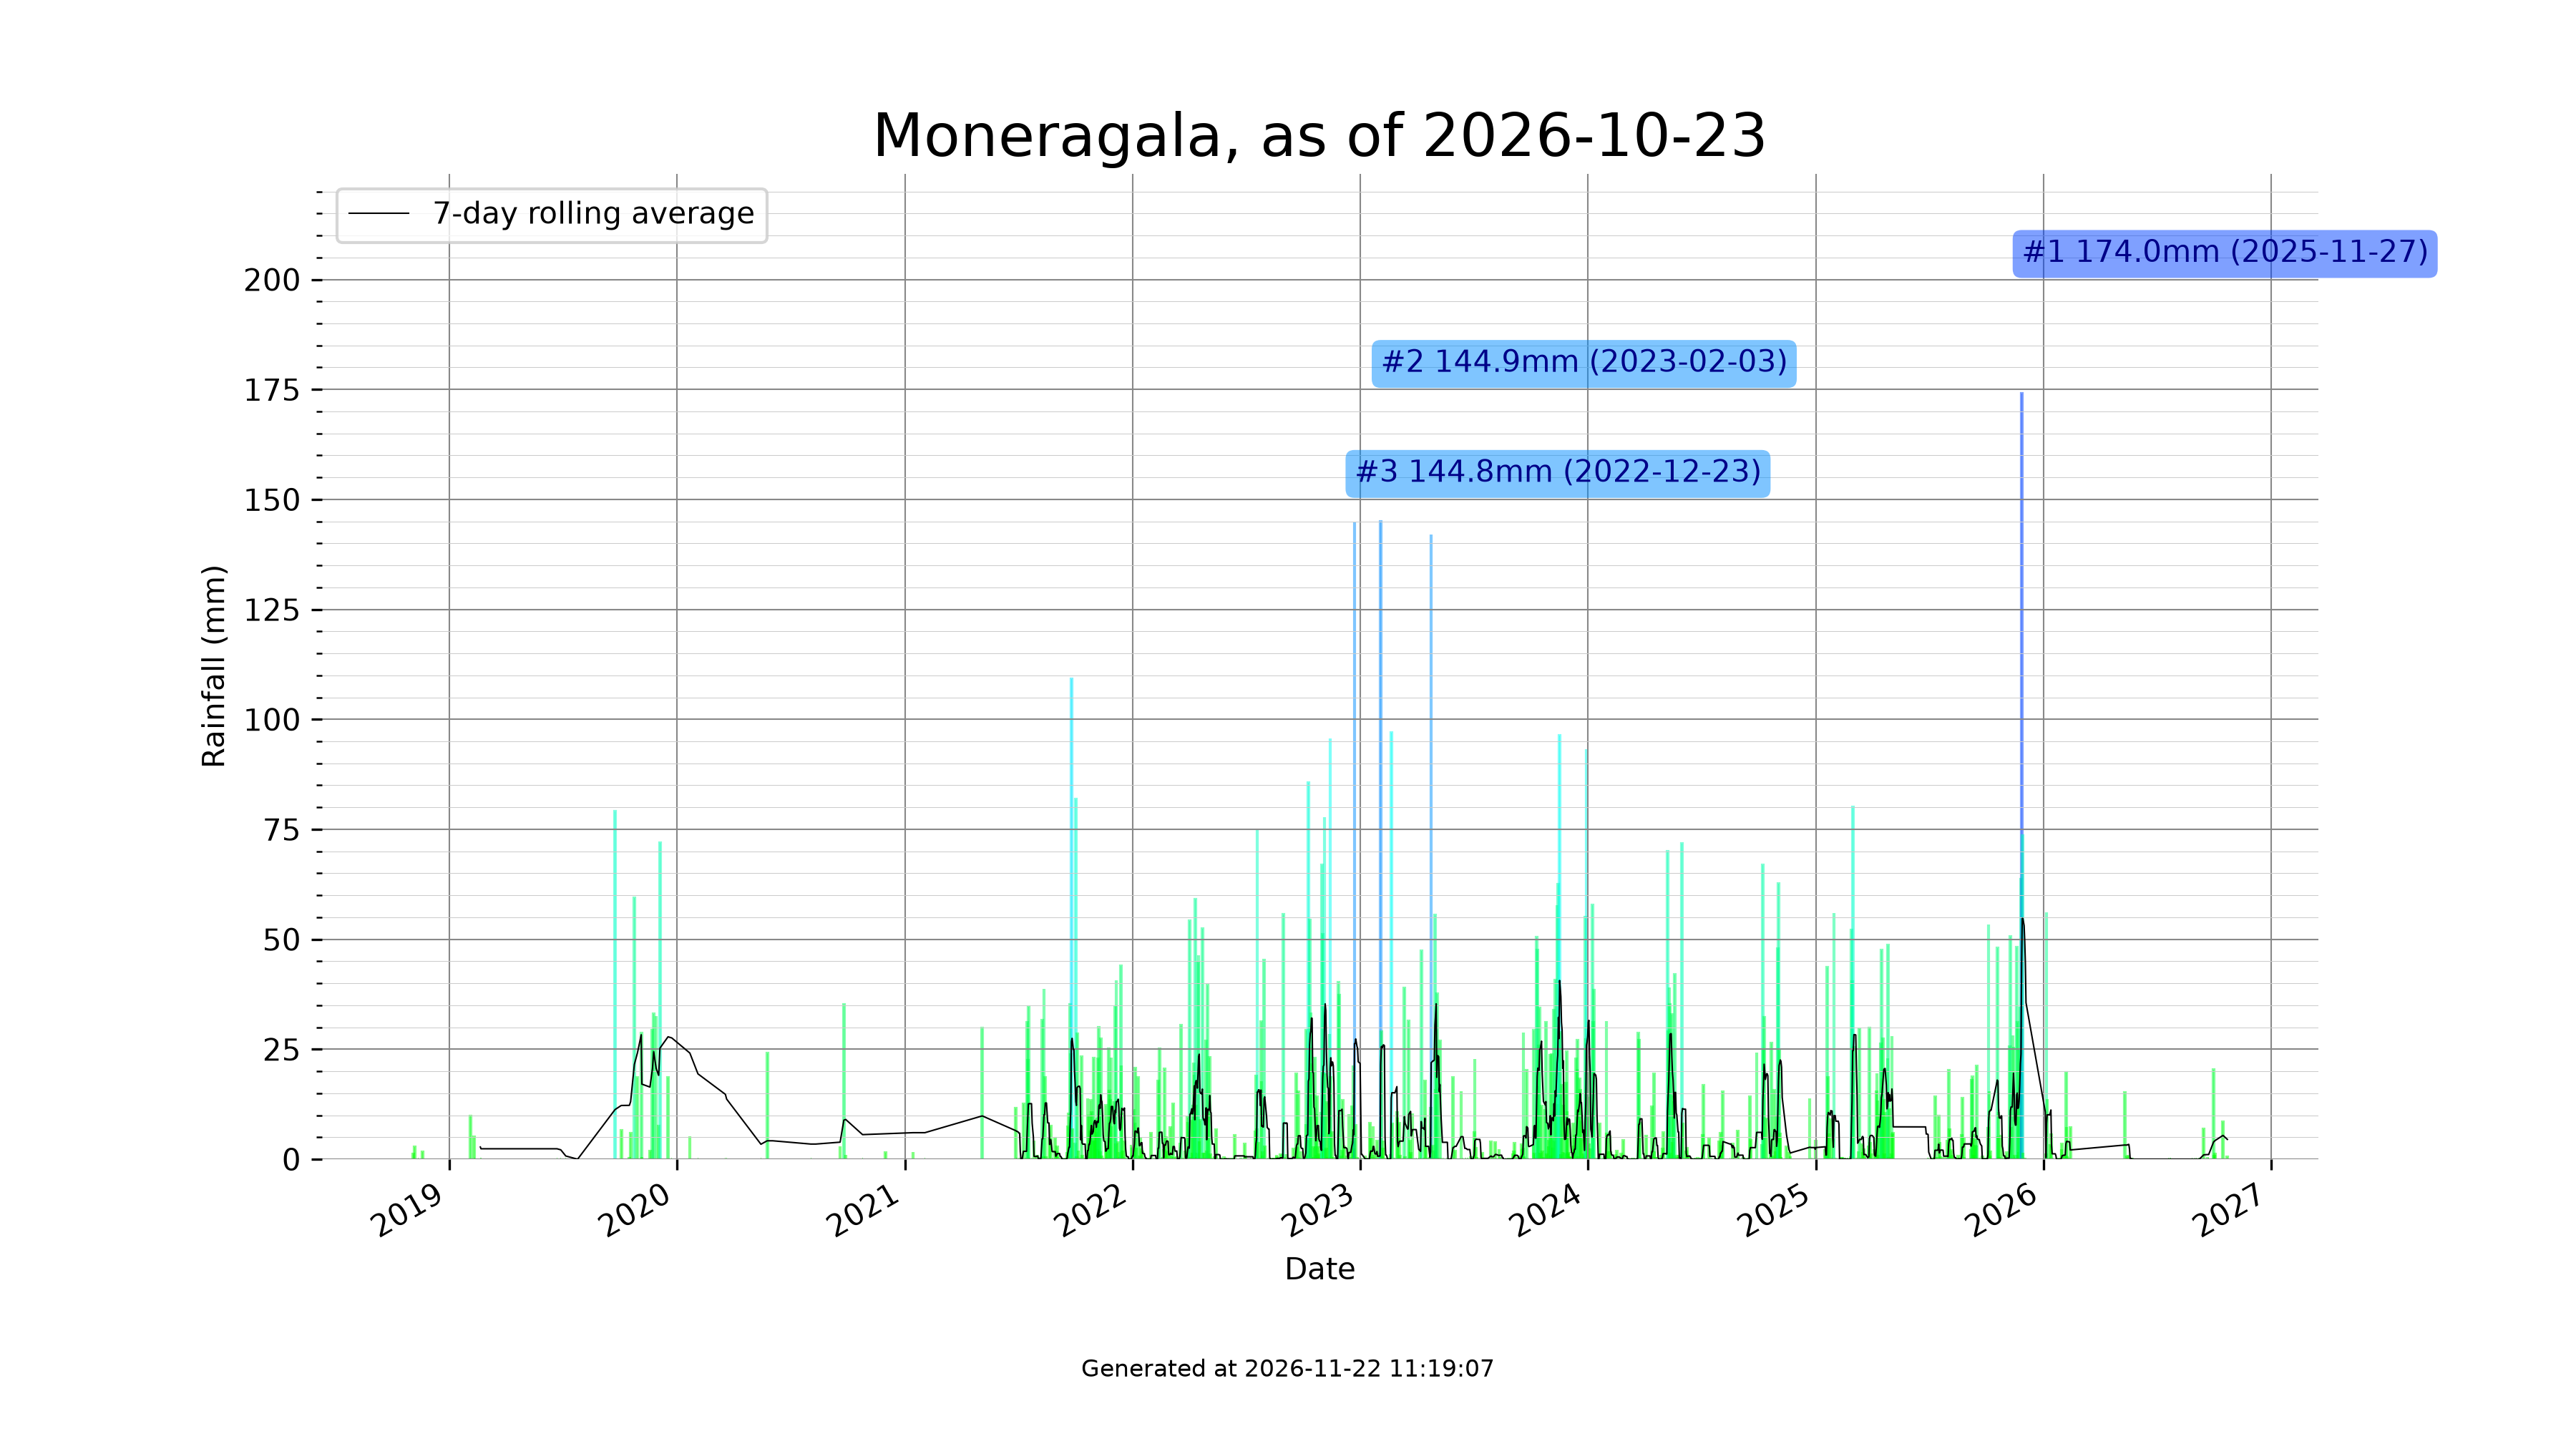 Moneragala, as of 2026-10-23
7-day rolling average
#1 174.0mm (2025-11-27)
#2 144.9mm (2023-02-03)
#3 144.8mm (2022-12-23)
200
175
150
125
100
75
50
25
0
Rainfall (mm)
2019 2020 2021 2022 2023 2024 2025 2026 2027
Date
Generated at 2026-11-22 11:19:07